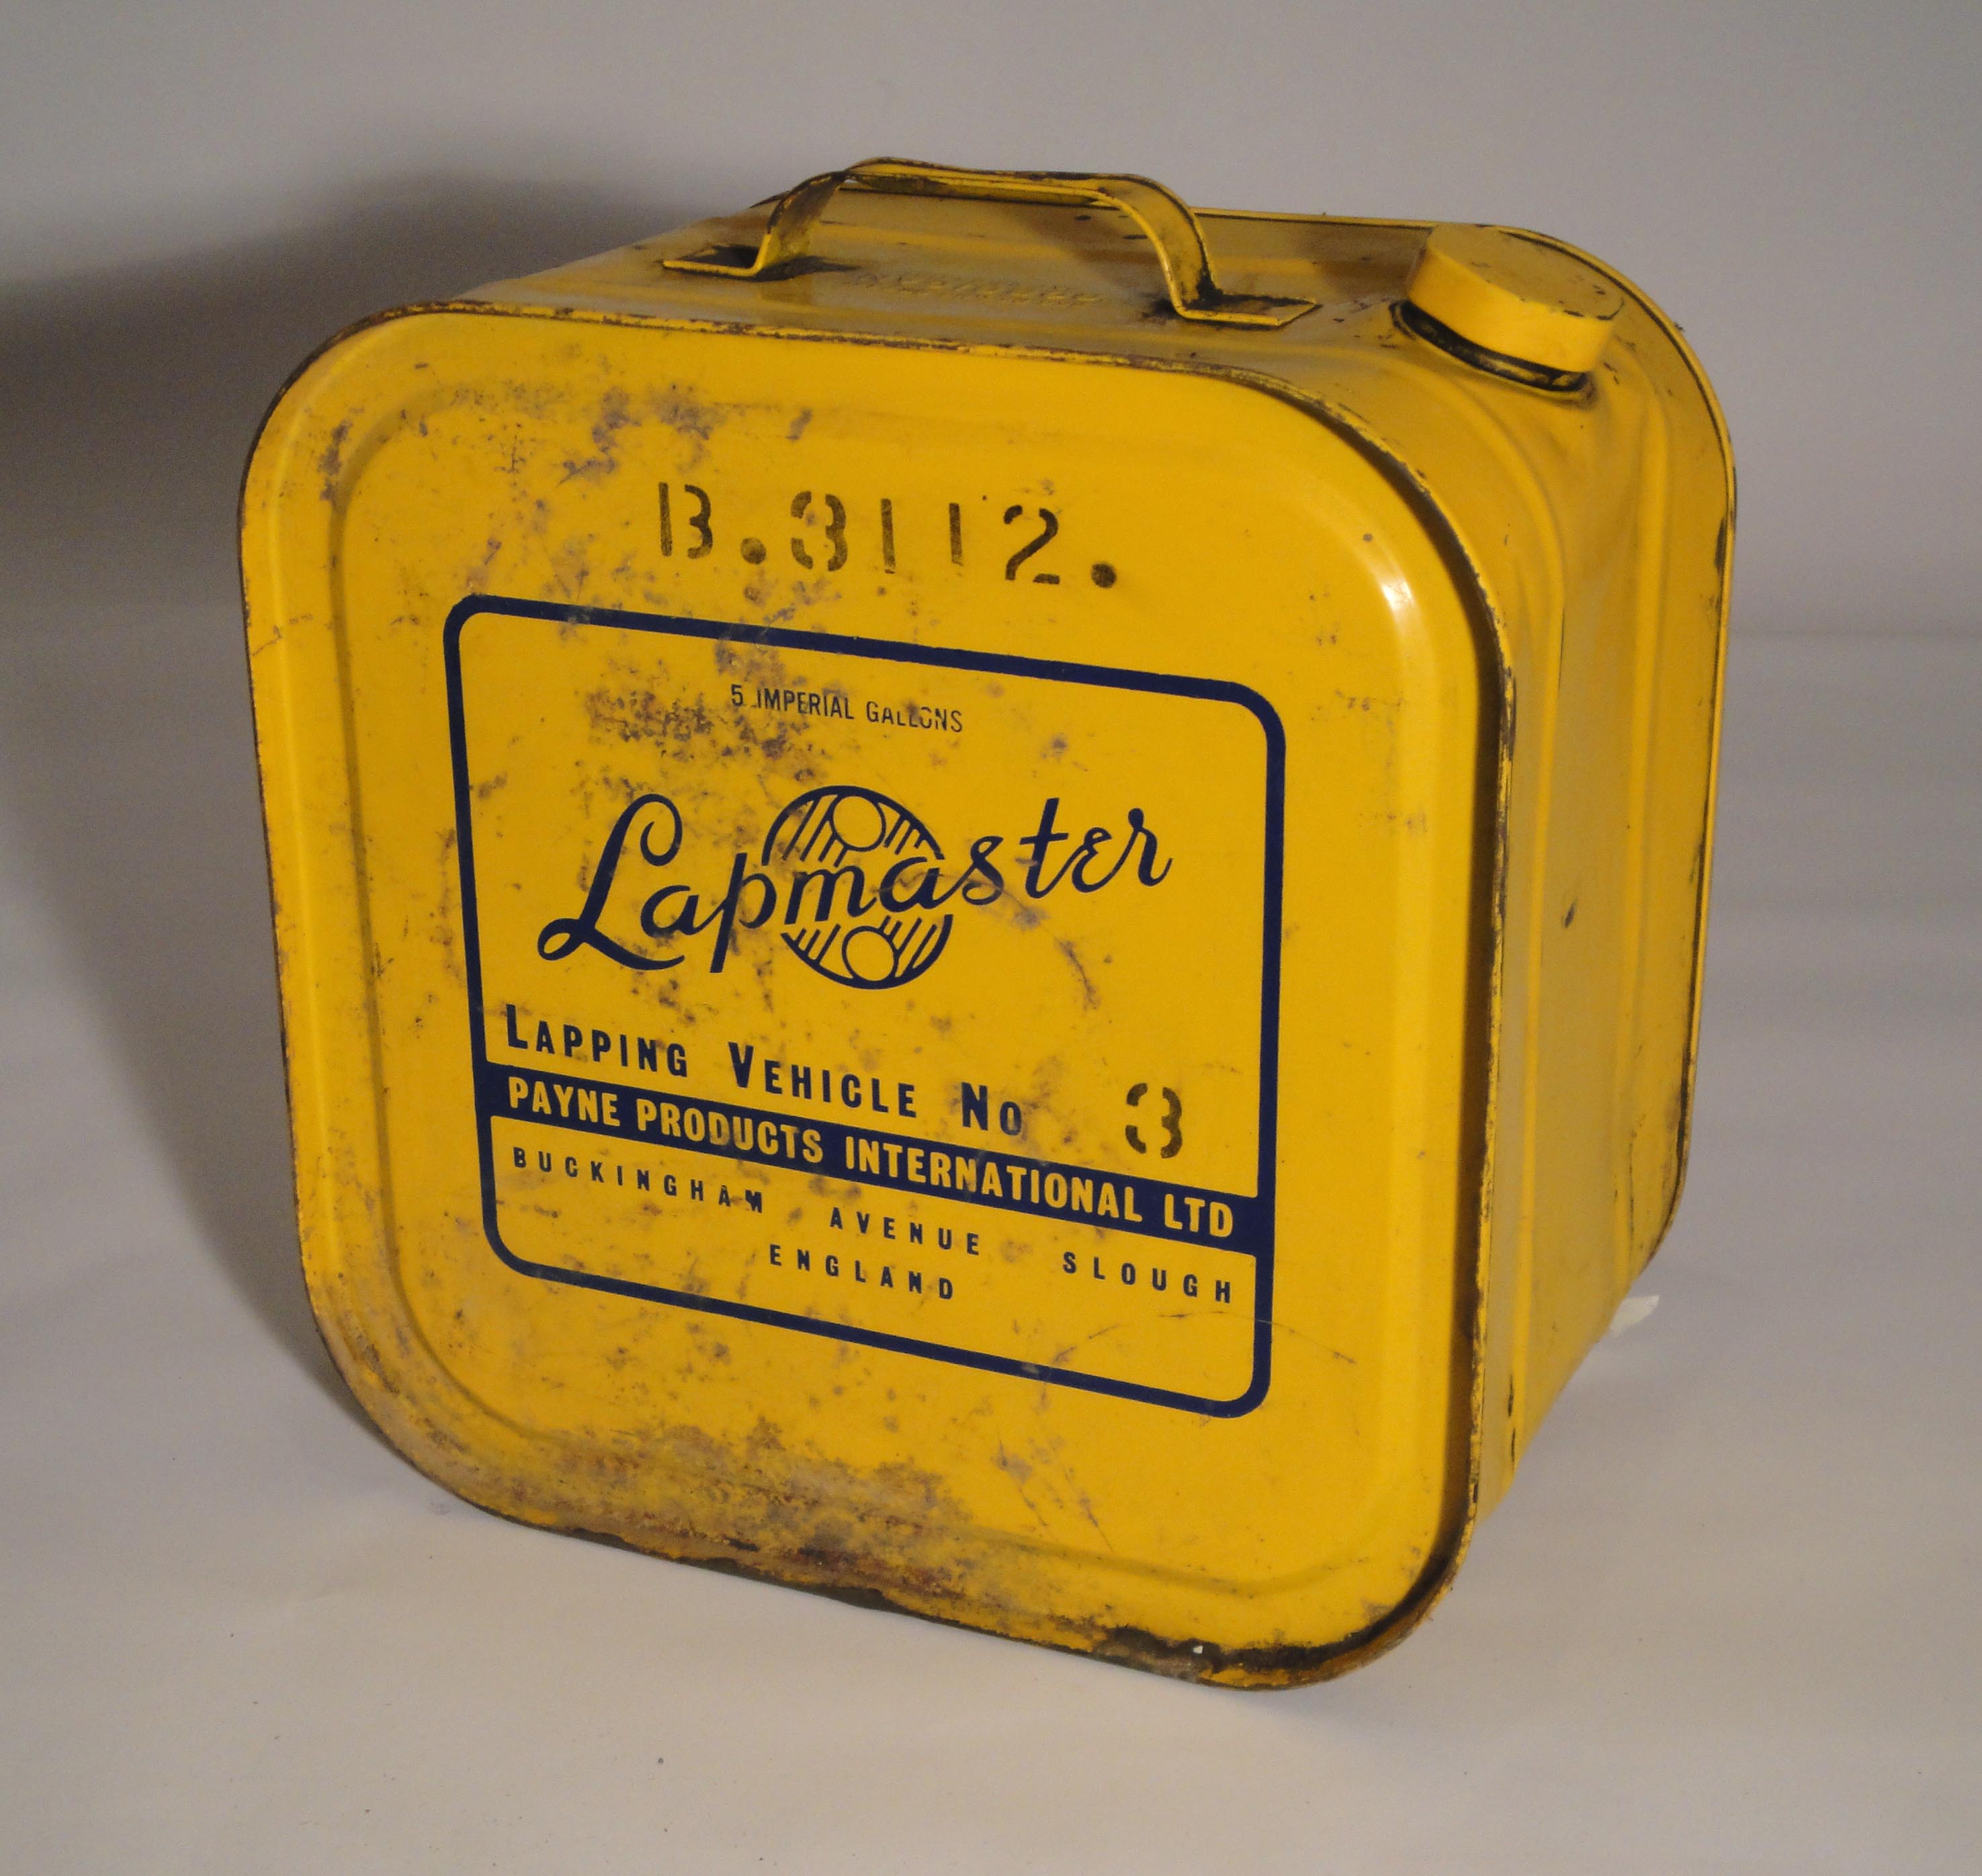 B.3112.
5 IMPERIAL GALLONS
Lapmaster
LAPPING VEHICLE No 3
PAYNE PRODUCTS INTERNATIONAL LTD
BUCKINGHAM AVENUE SLOUGH
ENGLAND